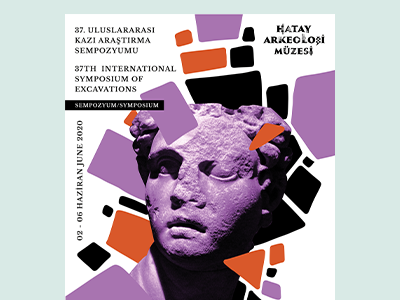 37. ULUSLARARASI
KAZI ARAŞTIRMA
SEMPOZYUMU
37TH INTERNATIONAL
SYMPOSIUM OF
EXCAVATIONS
SEMPOZYUM/SYMPOSIUM
HATAY
ARKEOLOJİ
MÜZESİ
02 - 06 HAZİRAN JUNE 2020